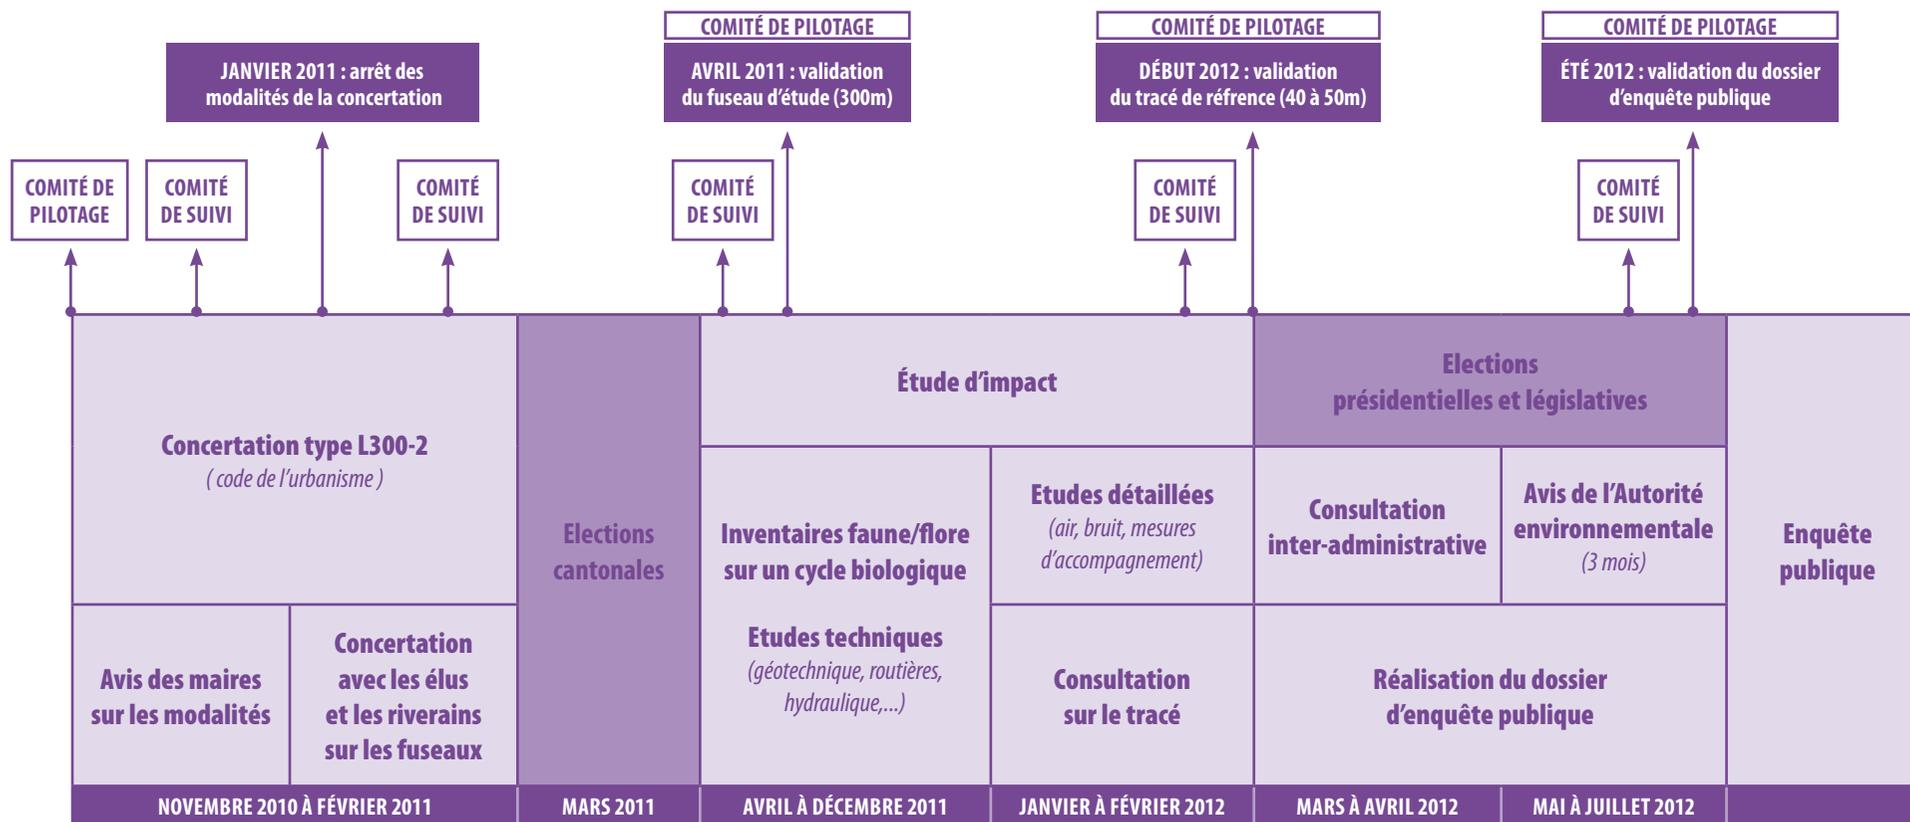 COMITÉ DE PILOTAGE
COMITÉ DE PILOTAGE
COMITÉ DE PILOTAGE
JANVIER 2011 : arrêt des
modalités de la concertation
AVRIL 2011 : validation
du fuseau d’étude (300m)
DÉBUT 2012 : validation
du tracé de réfrence (40 à 50m)
ÉTÉ 2012 : validation du dossier
d’enquête publique
COMITÉ DE
PILOTAGE
COMITÉ
DE SUIVI
COMITÉ
DE SUIVI
COMITÉ
DE SUIVI
COMITÉ
DE SUIVI
COMITÉ
DE SUIVI
Concertation type L300-2
( code de l’urbanisme )
Avis des maires
sur les modalités
Concertation
avec les élus
et les riverains
sur les fuseaux
Elections
cantonales
Étude d’impact
Inventaires faune/flore
sur un cycle biologique
Etudes techniques
(géotechnique, routières,
hydraulique,...)
Etudes détaillées
(air, bruit, mesures
d’accompagnement)
Consultation
sur le tracé
Elections
présidentielles et législatives
Consultation
inter-administrative
Avis de l’Autorité
environnementale
(3 mois)
Réalisation du dossier
d’enquête publique
Enquête
publique
NOVEMBRE 2010 À FÉVRIER 2011
MARS 2011
AVRIL À DÉCEMBRE 2011
JANVIER À FÉVRIER 2012
MARS À AVRIL 2012
MAI À JUILLET 2012